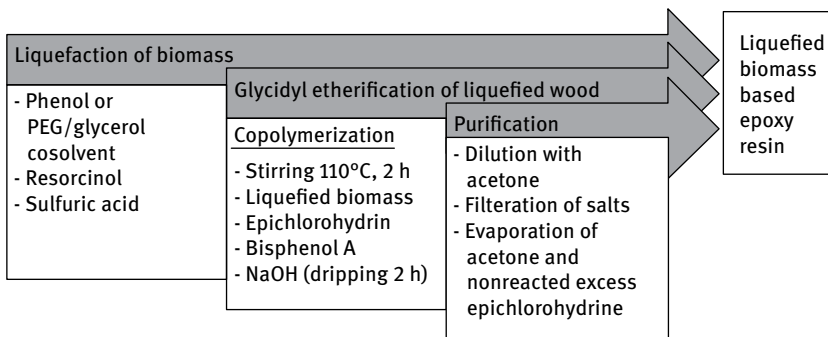 Liquefaction of biomass
- Phenol or
PEG/glycerol
cosolvent
- Resorcinol
- Sulfuric acid
Glycidyl etherification of liquefied wood
Copolymerization
- Stirring 110°C, 2 h
- Liquefied biomass
- Epichlorohydrin
- Bisphenol A
- NaOH (dripping 2 h)
Purification
- Dilution with
acetone
- Filteration of salts
- Evaporation of
acetone and
nonreacted excess
epichlorohydrine
Liquefied
biomass
based
epoxy
resin